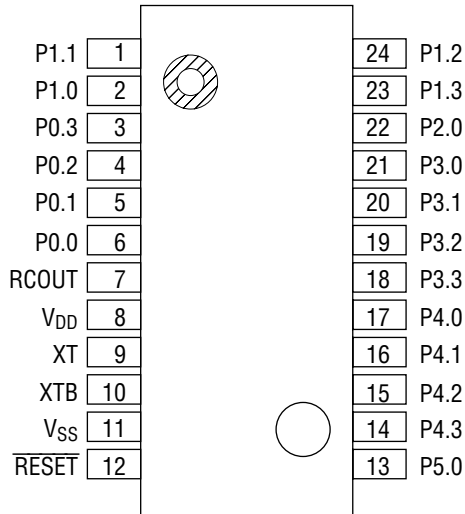 P1.1 1 24 P1.2
P1.0 2 23 P1.3
P0.3 3 22 P2.0
P0.2 4 21 P3.0
P0.1 5 20 P3.1
P0.0 6 19 P3.2
RCOUT 7 18 P3.3
VDD 8 17 P4.0
XT 9 16 P4.1
XTB 10 15 P4.2
VSS 11 14 P4.3
RESET 12 13 P5.0